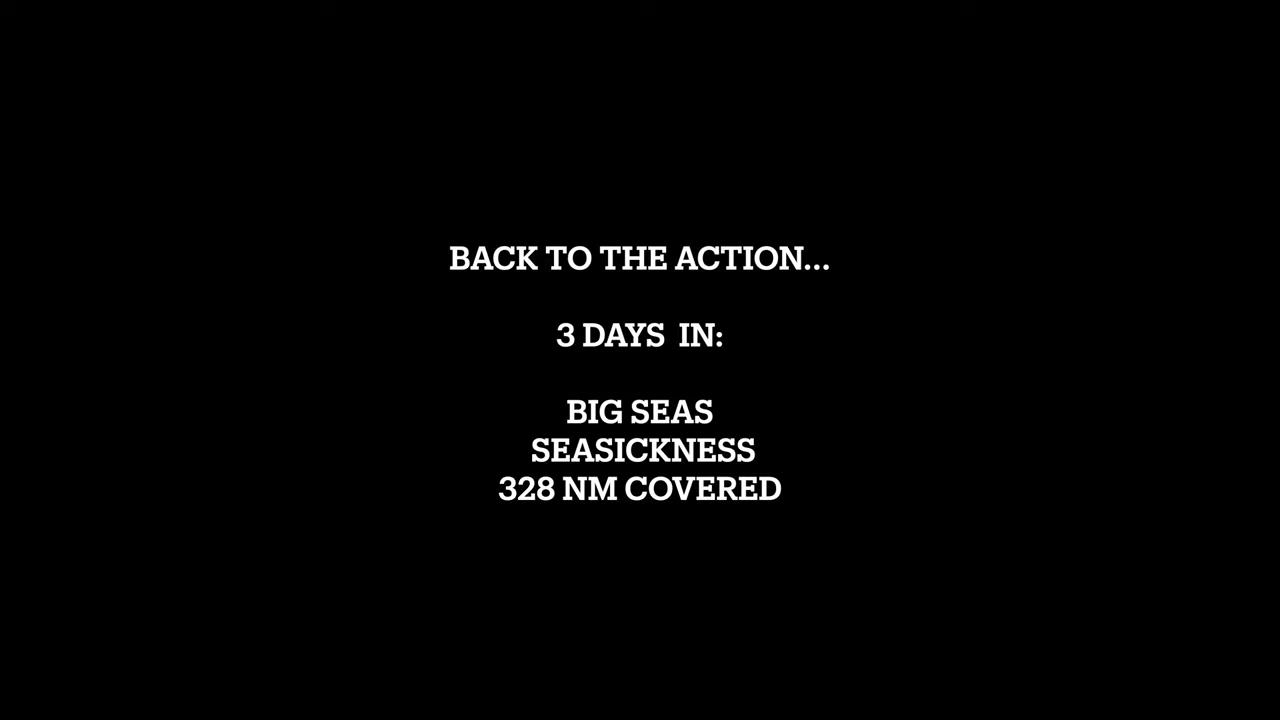 BACK TO THE ACTION...
3 DAYS  IN:
BIG SEAS
SEASICKNESS
328 NM COVERED